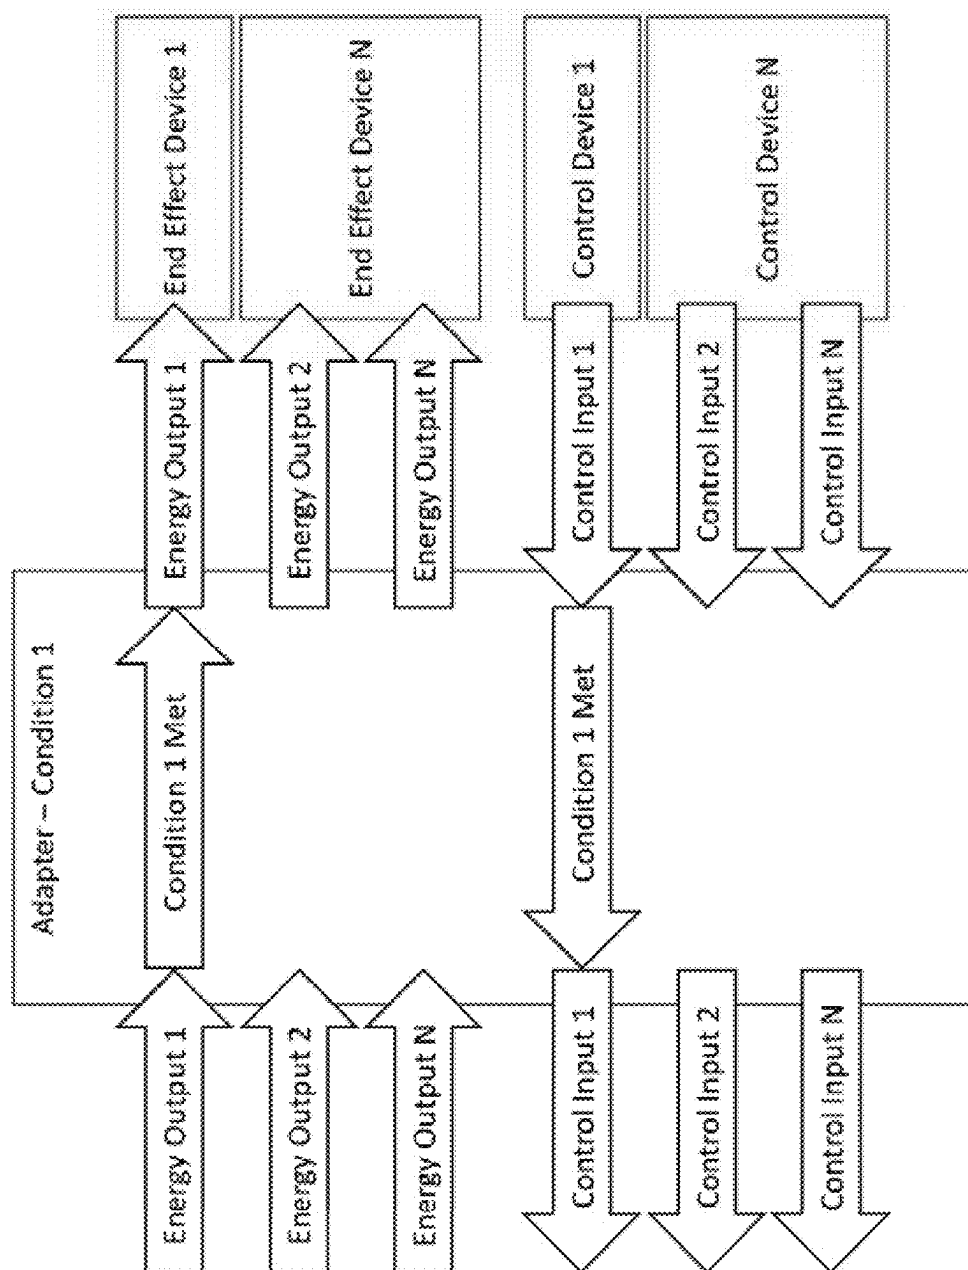 Adapter – Condition 1
Energy Output 1
Condition 1 Met
Energy Output 1
End Effect Device 1
Energy Output 2
Energy Output 2
End Effect Device N
Energy Output N
Energy Output N
Control Input 1
Condition 1 Met
Control Input 1
Control Device 1
Control Input 2
Control Input 2
Control Device N
Control Input N
Control Input N